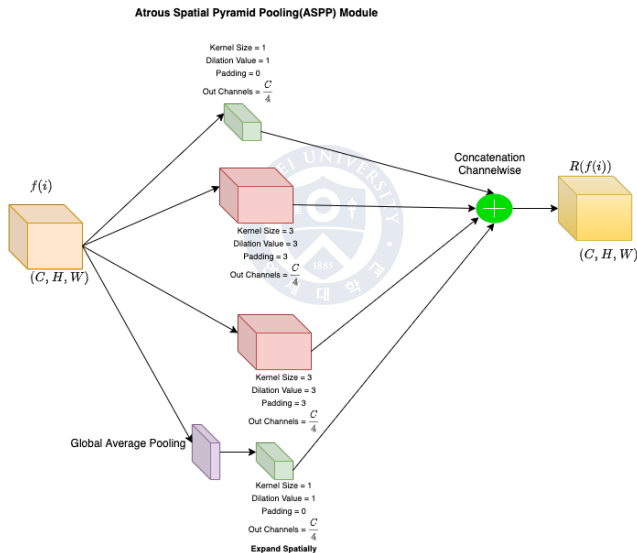 Atrous Spatial Pyramid Pooling(ASPP) Module
Kernel Size = 1
Dilation Value = 1
Padding = 0
Out Channels = C/4
f(i)
(C, H, W)
Kernel Size = 3
Dilation Value = 3
Padding = 3
Out Channels = C/4
Kernel Size = 3
Dilation Value = 3
Padding = 3
Out Channels = C/4
Global Average Pooling
Kernel Size = 1
Dilation Value = 1
Padding = 0
Out Channels = C/4
Expand Spatially
Concatenation
Channelwise
R(f(i))
(C, H, W)
UNIVERSITY
1885